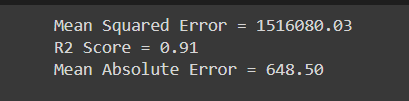 Mean Squared Error = 1516080.03
R2 Score = 0.91
Mean Absolute Error = 648.50